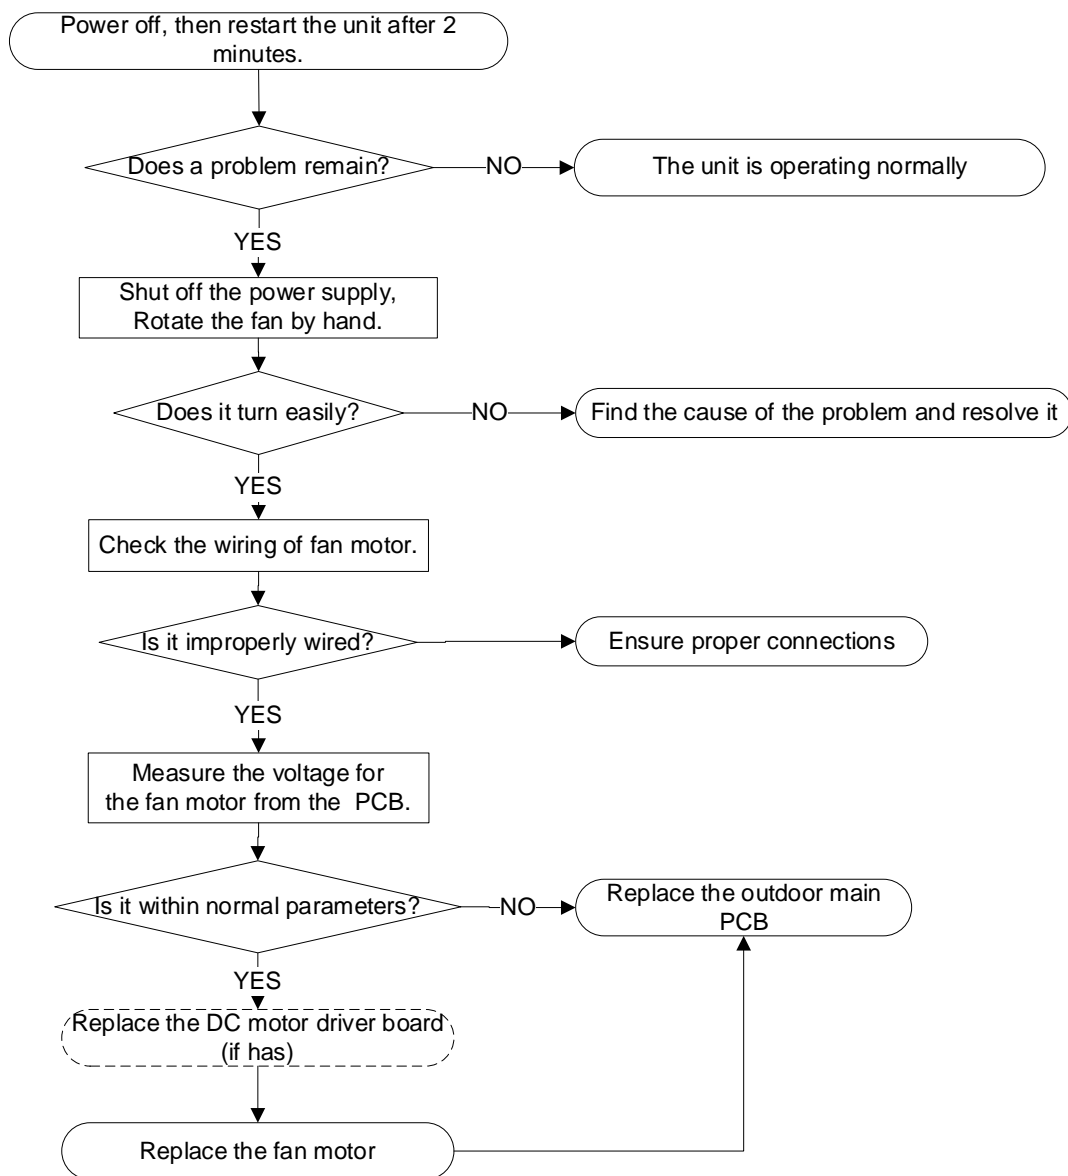 Power off, then restart the unit after 2
minutes.
Does a problem remain?
NO
The unit is operating normally
YES
Shut off the power supply,
Rotate the fan by hand.
Does it turn easily?
NO
Find the cause of the problem and resolve it
YES
Check the wiring of fan motor.
Is it improperly wired?
Ensure proper connections
YES
Measure the voltage for
the fan motor from the PCB.
Is it within normal parameters?
NO
Replace the outdoor main
PCB
YES
Replace the DC motor driver board
(if has)
Replace the fan motor